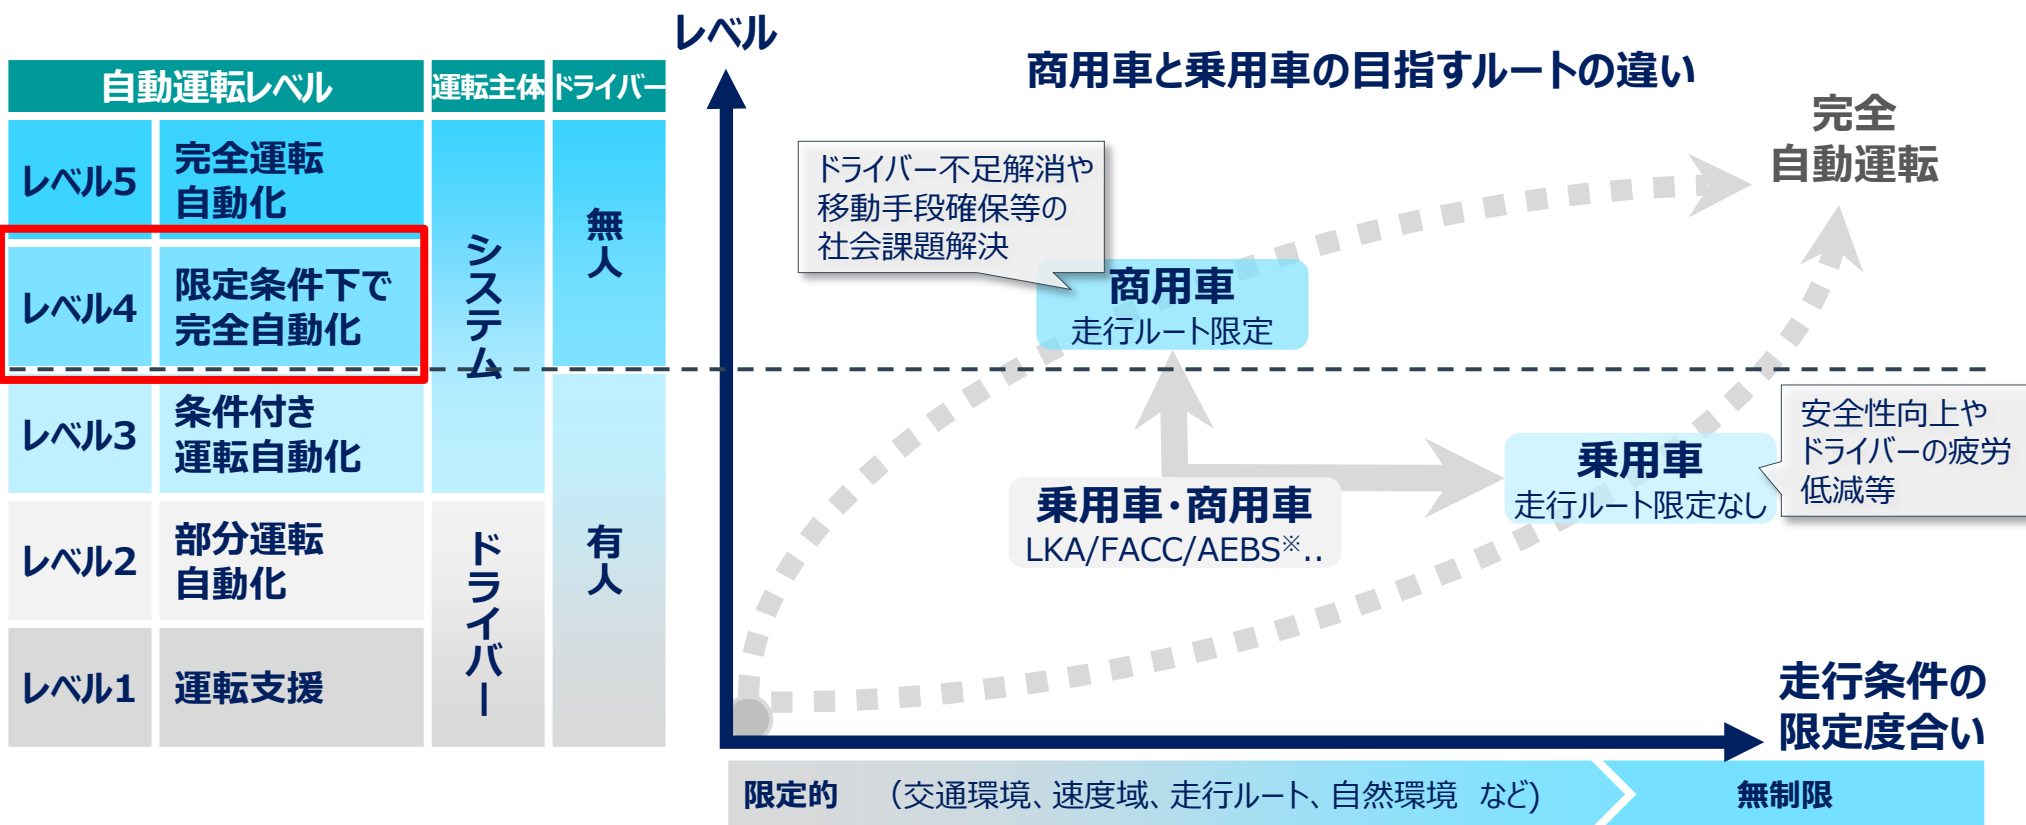 レベル
商用車と乗用車の目指すルートの違い
自動運転レベル
運転主体
ドライバー
レベル5
完全運転
自動化
レベル4
限定条件下で
完全自動化
レベル3
条件付き
運転自動化
レベル2
部分運転
自動化
レベル1
運転支援
システム
ドライバー
無人
有人
完全
自動運転
ドライバー不足解消や
移動手段確保等の
社会課題解決
商用車
走行ルート限定
安全性向上や
ドライバーの疲労
低減等
乗用車
走行ルート限定なし
乗用車・商用車
LKA/FACC/AEBS※..
走行条件の
限定度合い
限定的 (交通環境、速度域、走行ルート、自然環境 など)
無制限